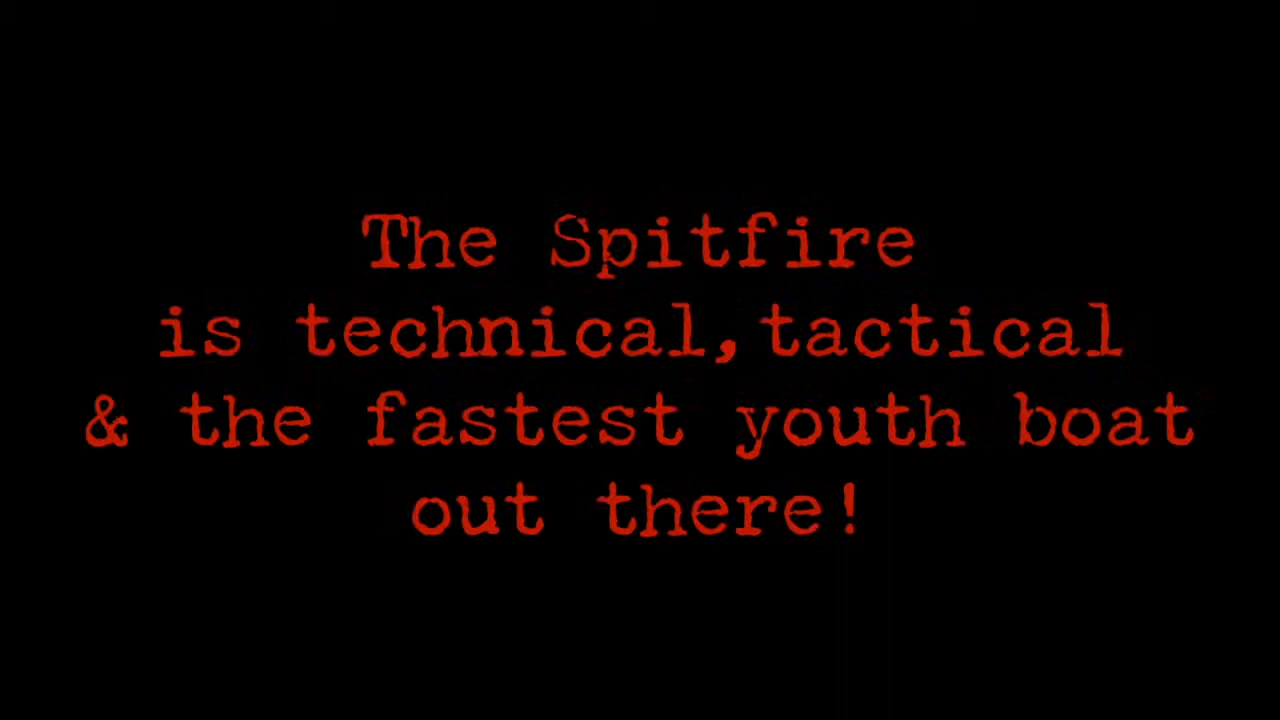 The Spitfire
is technical,tactical
& the fastest youth boat
out there!